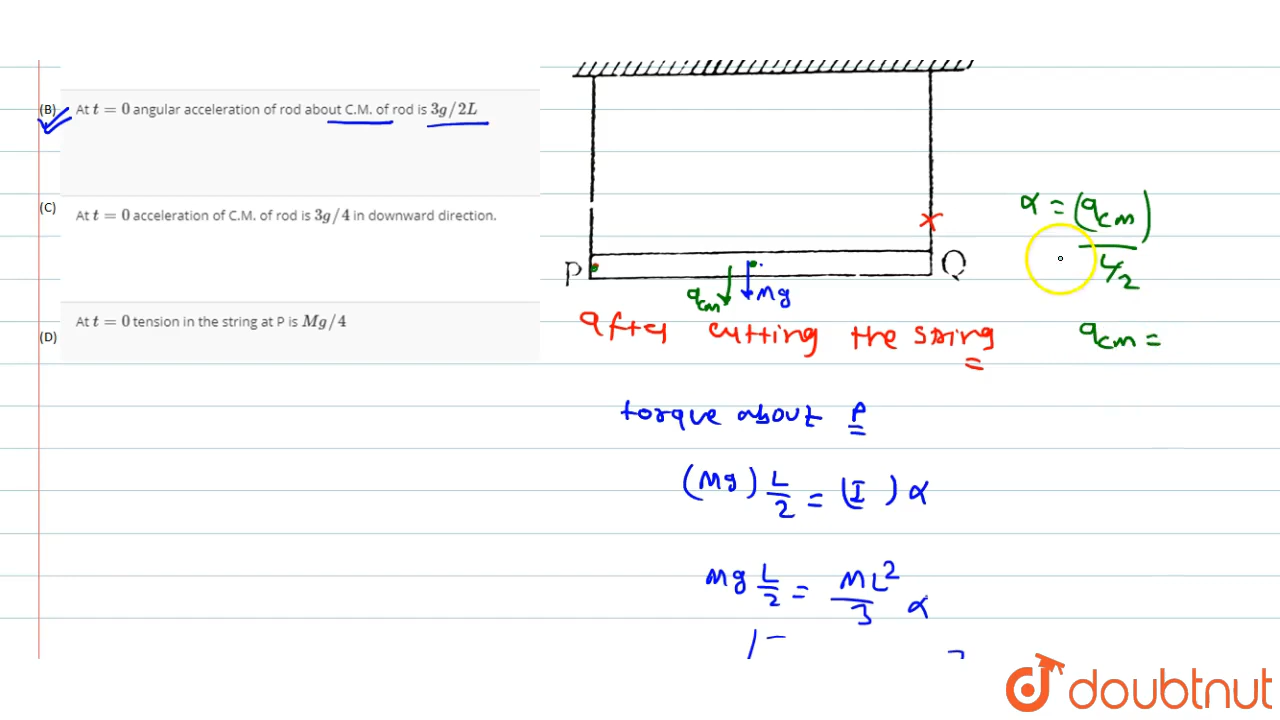 (B) At t = 0 angular acceleration of rod about C.M. of rod is 3g/2L
(C) At t = 0 acceleration of C.M. of rod is 3g/4 in downward direction.
(D) At t = 0 tension in the string at P is Mg/4
P
Q
×
a_cm
Mg
α = (a_cm) / L/2
a_cm =
after cutting the string
torque about P
(Mg) L/2 = (I) α
Mg L/2 = ML²/3 α
doubtnut